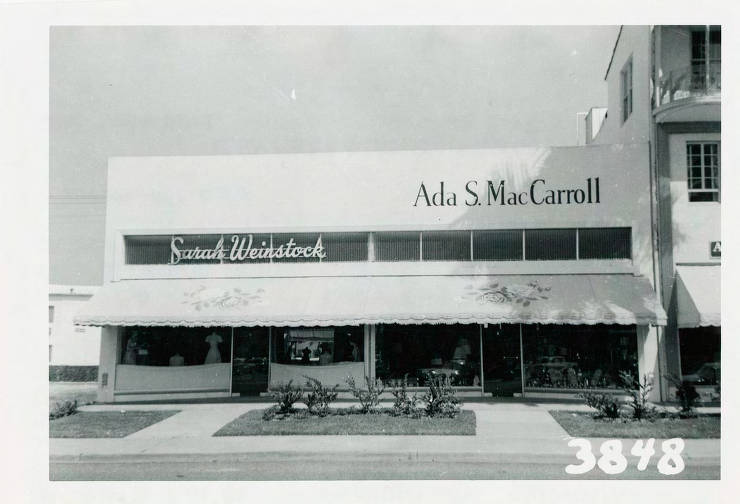 Ada S. MacCarroll
Sarah Weinstock
A
3848